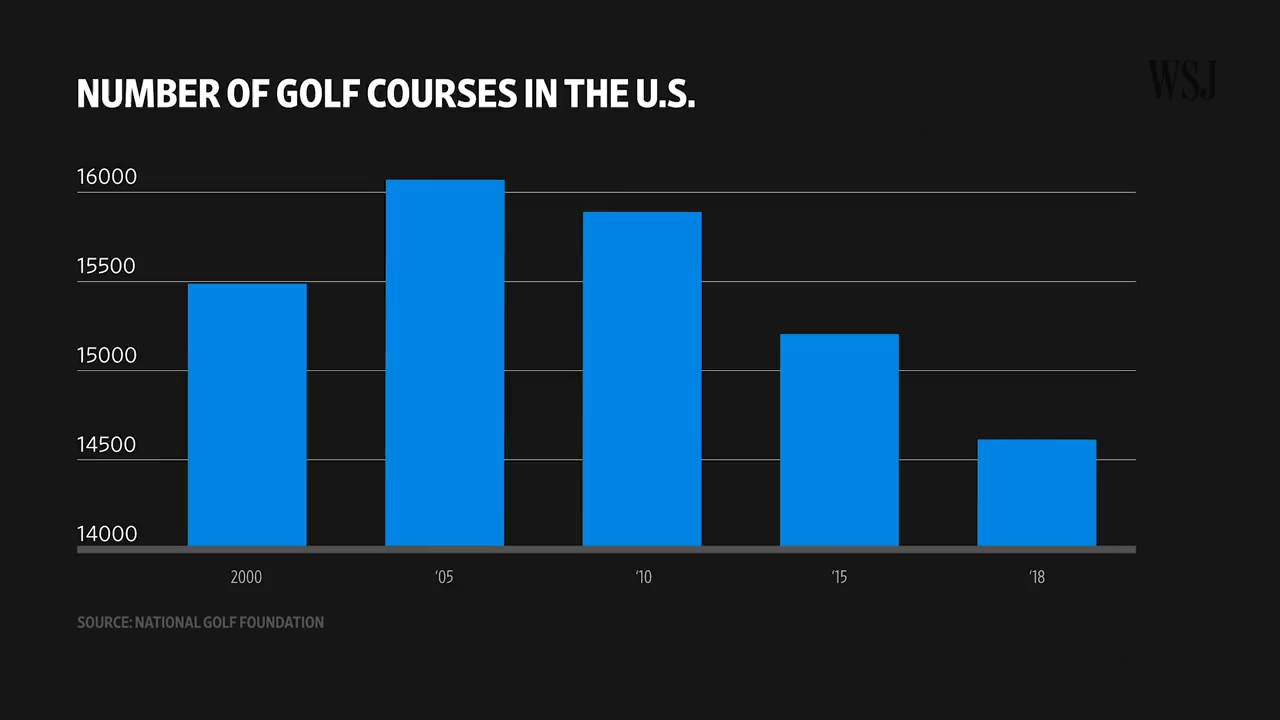 NUMBER OF GOLF COURSES IN THE U.S.
WSJ
16000
15500
15000
14500
14000
2000 ‘05 ‘10 ‘15 ‘18
SOURCE: NATIONAL GOLF FOUNDATION